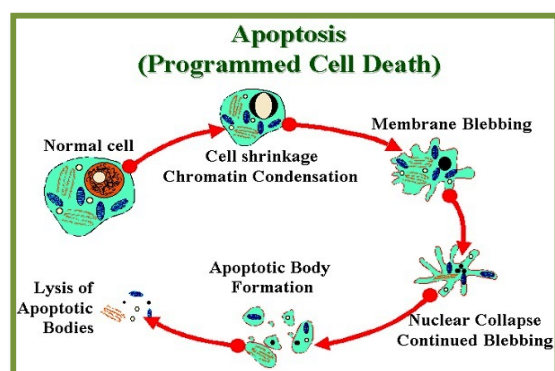 Apoptosis
(Programmed Cell Death)
Normal cell
Cell shrinkage
Chromatin Condensation
Membrane Blebbing
Nuclear Collapse
Continued Blebbing
Apoptotic Body
Formation
Lysis of
Apoptotic
Bodies